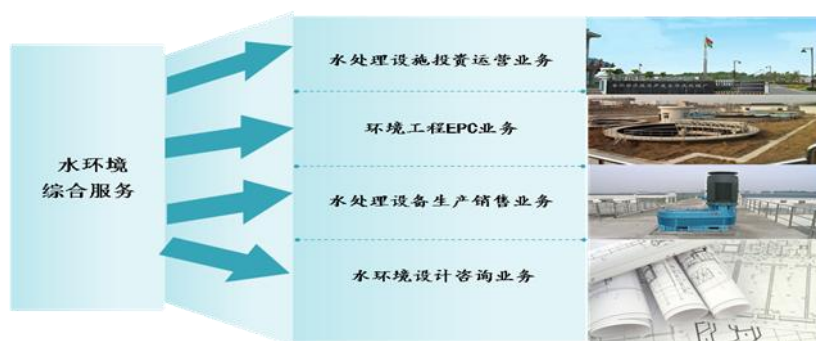 水环境
综合服务
水处理设施投资运营业务
环境工程EPC业务
水处理设备生产销售业务
水环境设计咨询业务